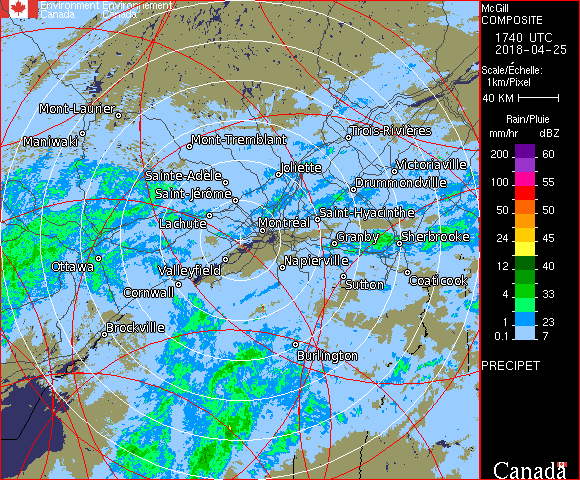 Environment Environnement
Canada Canada
McGill
COMPOSITE
1740 UTC
2018-04-25
Scale/Échelle:
1km/Pixel
40 KM
Rain/Pluie
mm/hr dBZ
200 60
100 55
50 50
24 45
12 40
4 33
1 23
0.1 7
PRECIPET
Mont-Laurier
Maniwaki
Mont-Tremblant
Trois-Rivières
Sainte-Adèle
Joliette
Victoriaville
Saint-Jérôme
Drummondville
Lachute
Saint-Hyacinthe
Montréal
Granby
Sherbrooke
Ottawa
Valleyfield
Napierville
Cornwall
Sutton
Coaticook
Brockville
Burlington
Canada